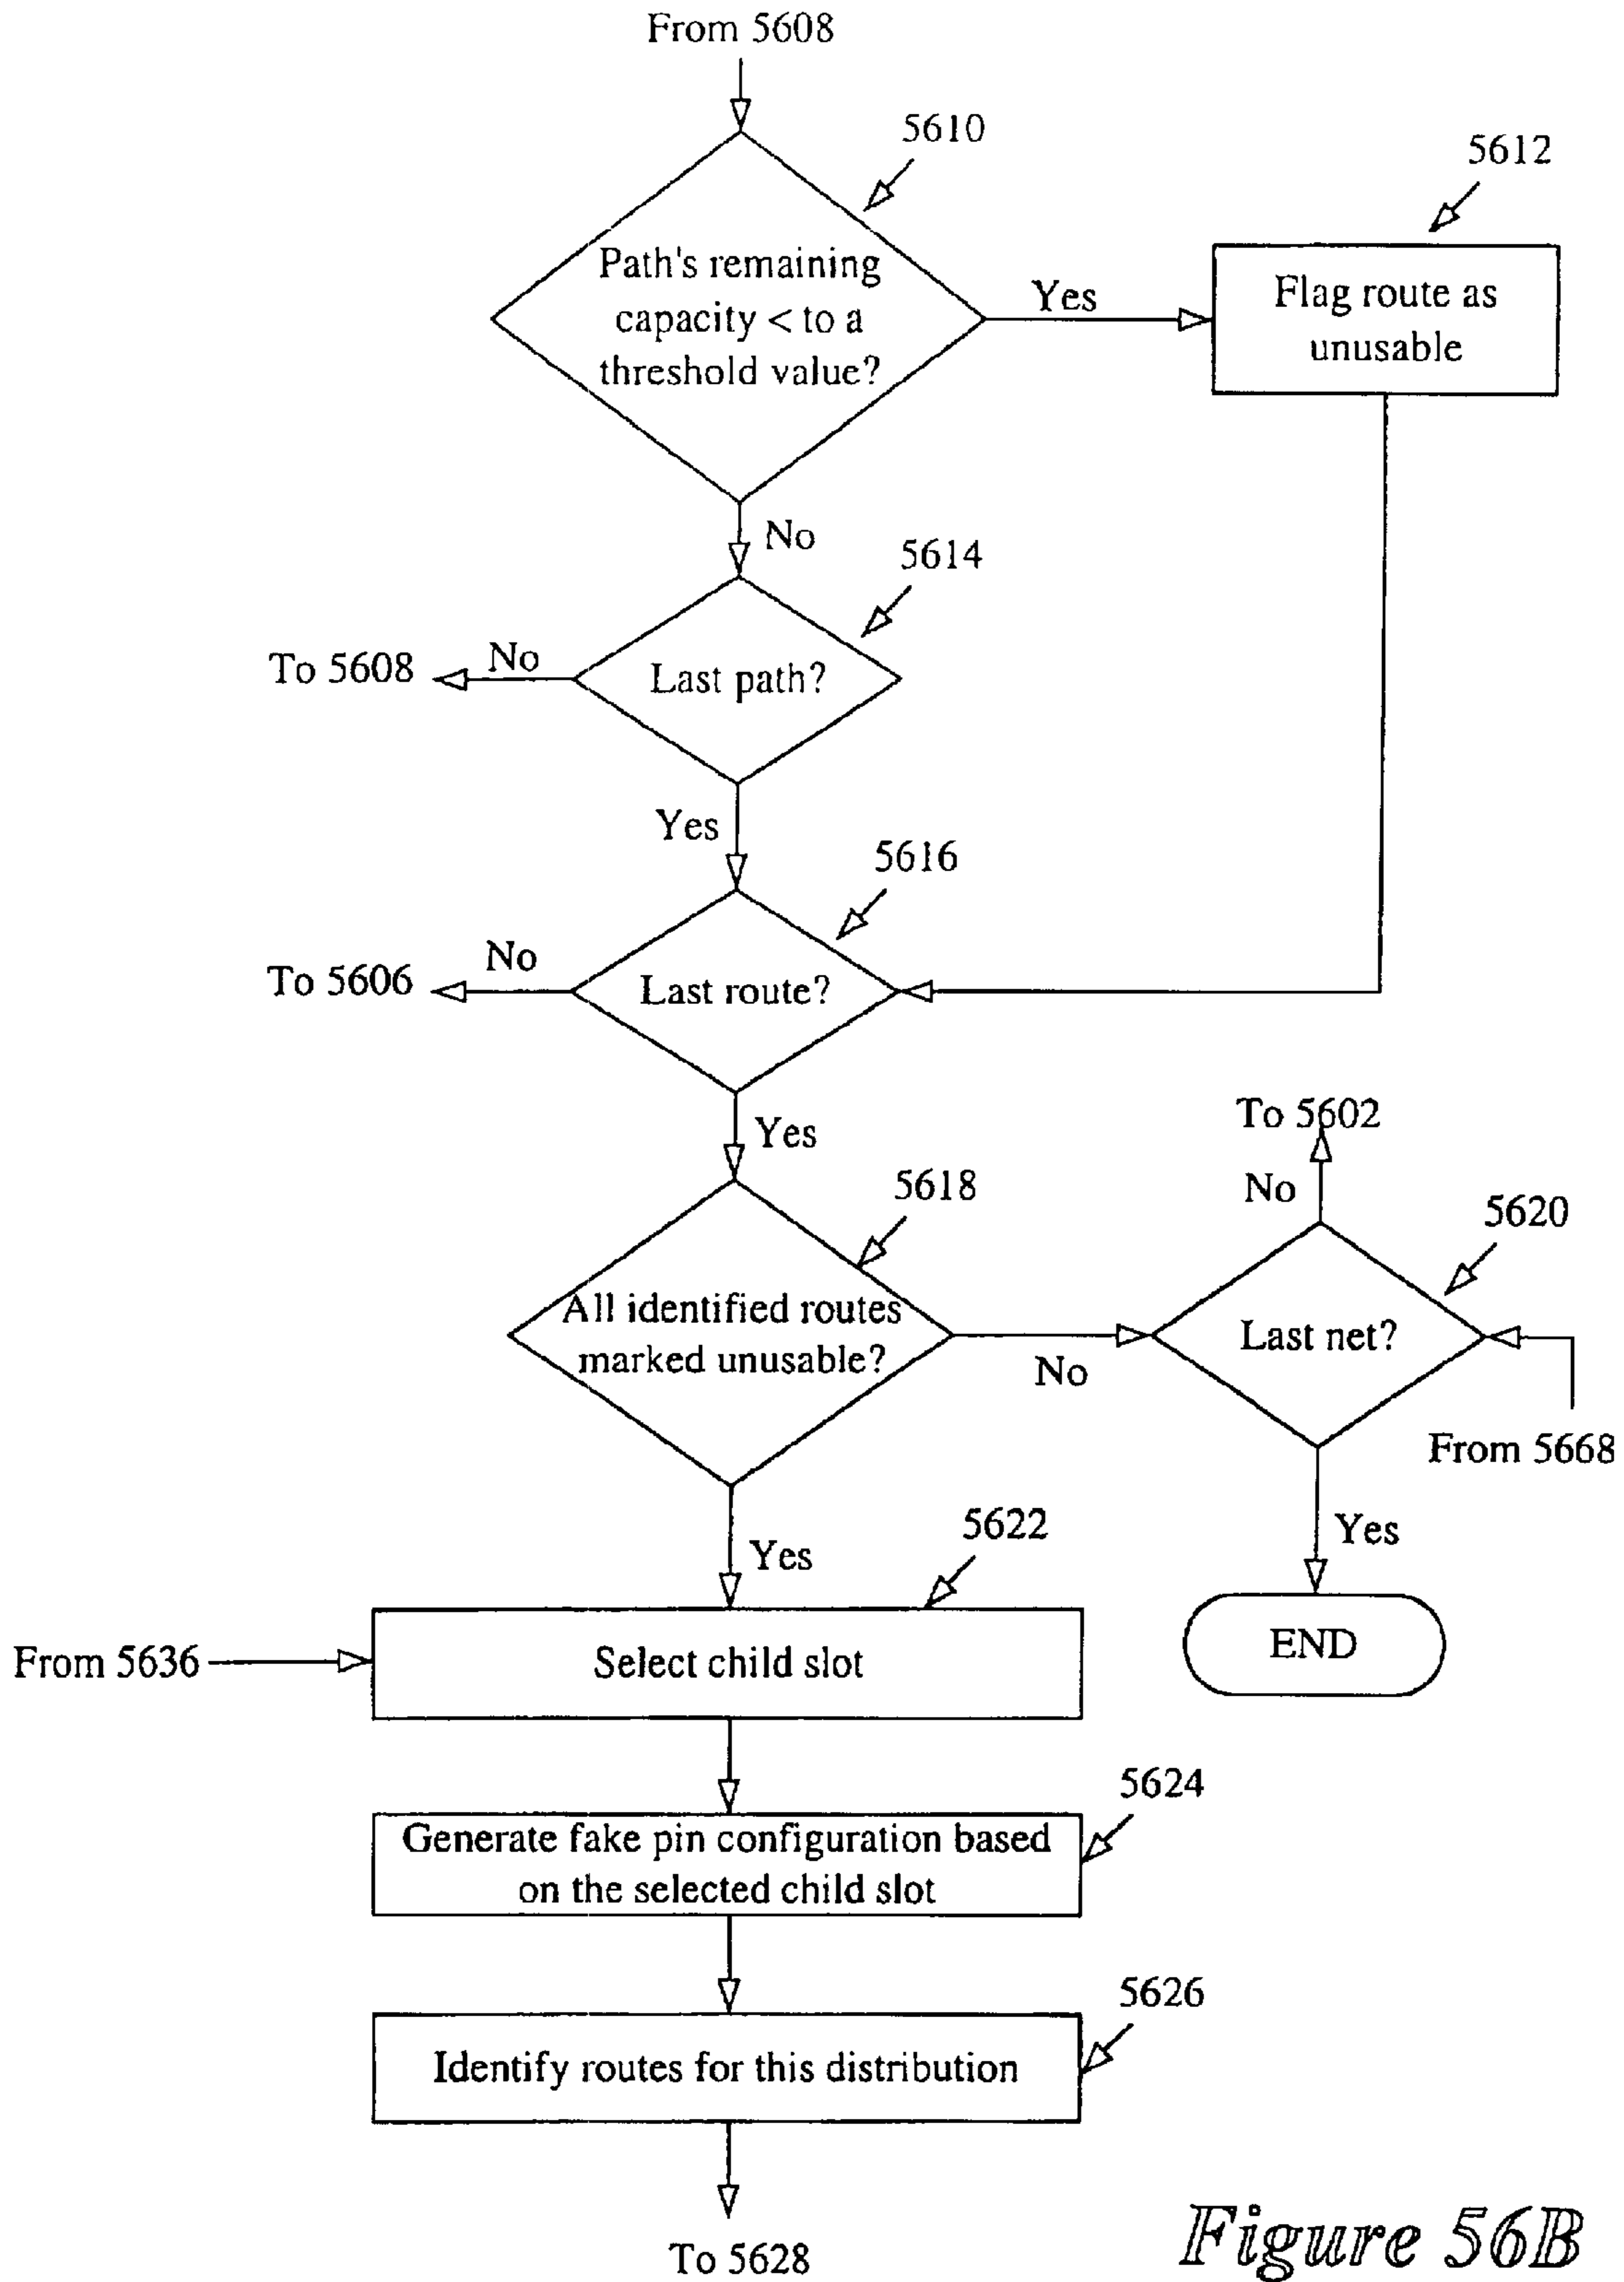 From 5608
5610
5612
Path's remaining
capacity < to a
threshold value?
Yes
Flag route as
unusable
No
5614
To 5608
No
Last path?
Yes
5616
To 5606
No
Last route?
Yes
To 5602
No
5618
5620
All identified routes
marked unusable?
No
Last net?
From 5668
Yes
5622
Yes
From 5636
Select child slot
END
5624
Generate fake pin configuration based
on the selected child slot
5626
Identify routes for this distribution
To 5628
Figure 56B